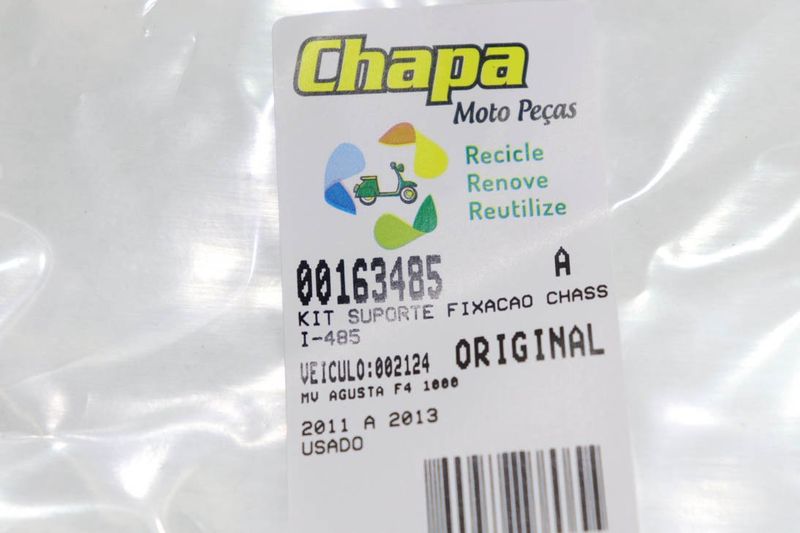 Chapa
Moto Peças
Recicle
Renove
Reutilize
00163485 A
KIT SUPORTE FIXACAO CHASS
I-485
VEICULO:002124 ORIGINAL
MV AGUSTA F4 1000
2011 A 2013
USADO